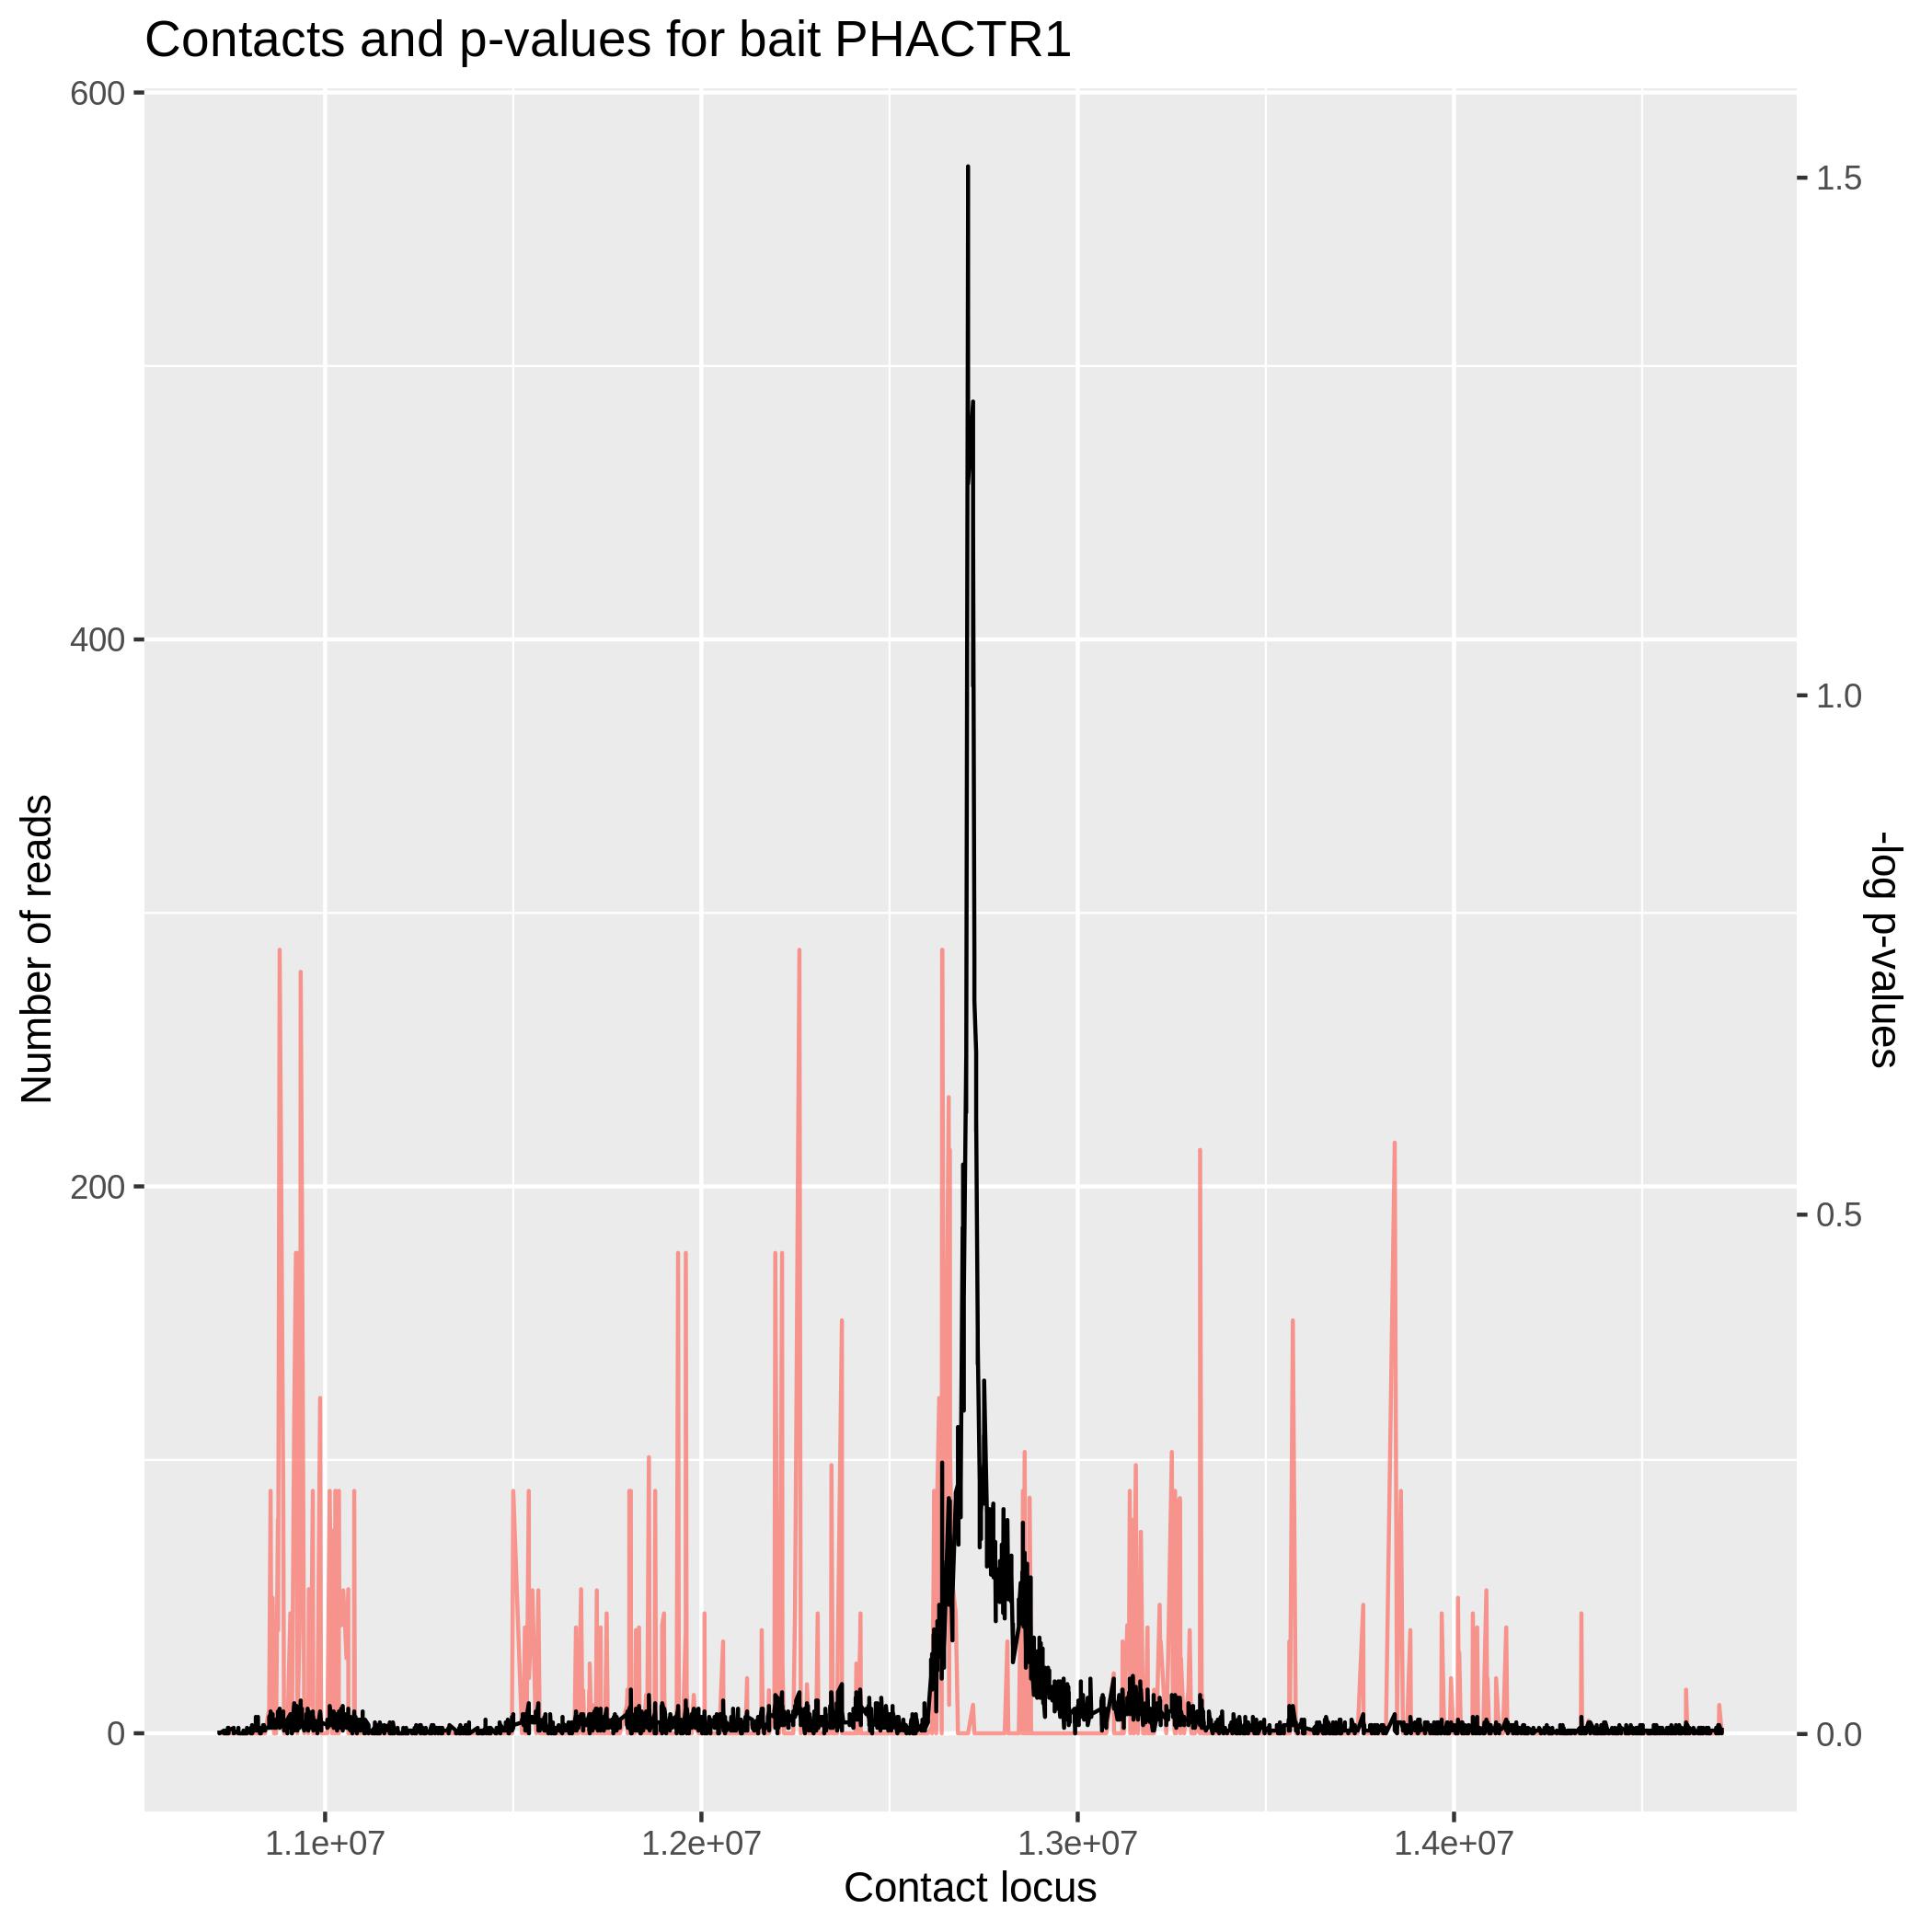 Contacts and p-values for bait PHACTR1
600
400
200
0
Number of reads
1.5
1.0
0.5
0.0
-log p-values
1.1e+07
1.2e+07
1.3e+07
1.4e+07
Contact locus